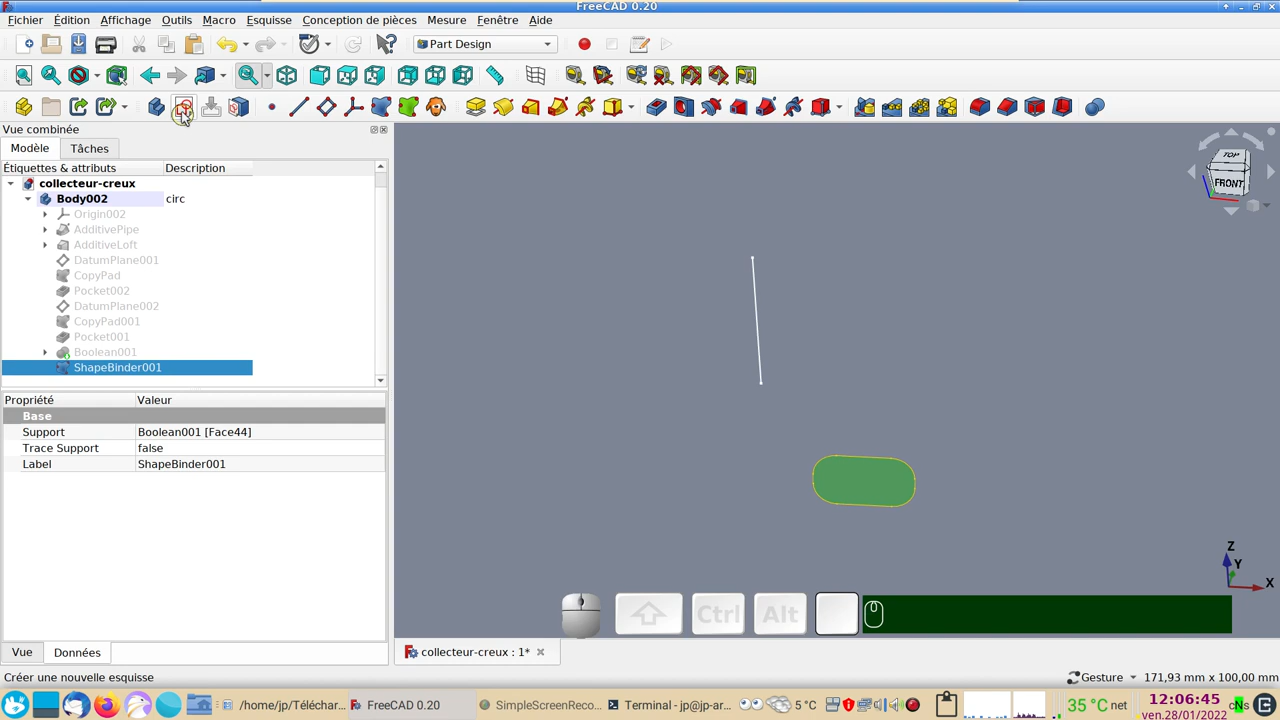 FreeCAD 0.20
Fichier Édition Affichage Outils Macro Esquisse Conception de pièces Mesure Fenêtre Aide
Part Design
Vue combinée
Modèle Tâches
Étiquettes & attributs Description
collecteur-creux
Body002 circ
Origin002
AdditivePipe
AdditiveLoft
DatumPlane001
CopyPad
Pocket002
DatumPlane002
CopyPad001
Pocket001
Boolean001
ShapeBinder001
Propriété Valeur
Base
Support Boolean001 [Face44]
Trace Support false
Label ShapeBinder001
TOP
FRONT
Z
Y
X
Ctrl Alt
Vue Données
collecteur-creux : 1*
Créer une nouvelle esquisse
Gesture 171,93 mm x 100,00 mm
/home/jp/Téléchar... FreeCAD 0.20 SimpleScreenReco... Terminal - jp@jp-ar... 5 °C 35 °C net 12:06:45
ven.28/01/2022